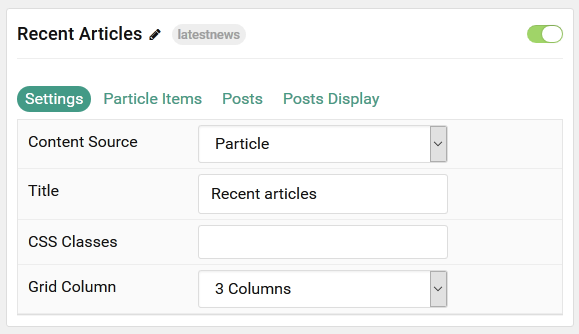 Recent Articles latestnews
Settings Particle Items Posts Posts Display
Content Source Particle
Title Recent articles
CSS Classes
Grid Column 3 Columns